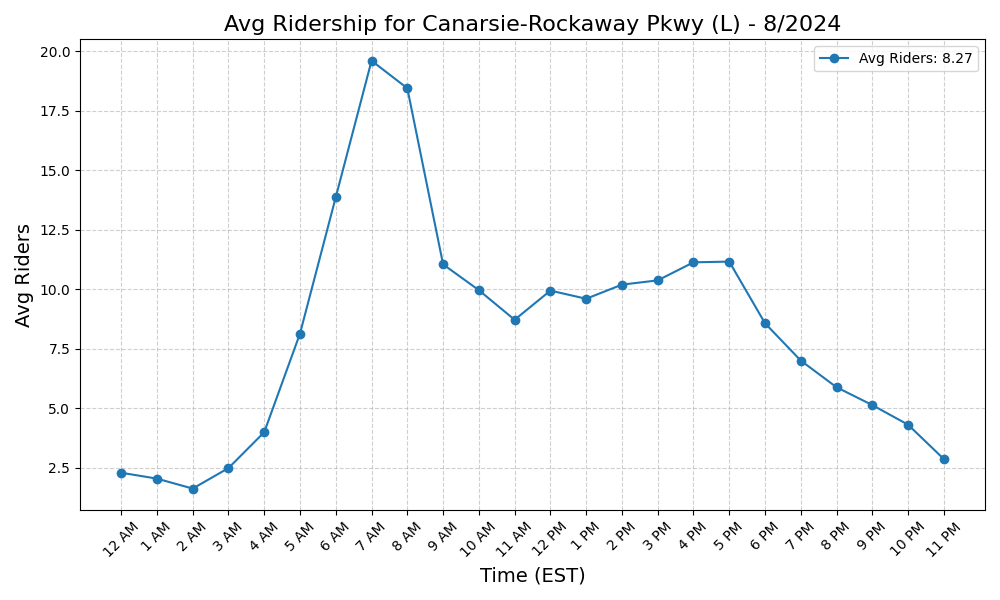 Avg Ridership for Canarsie-Rockaway Pkwy (L) - 8/2024
Avg Riders: 8.27
Avg Riders
20.0
17.5
15.0
12.5
10.0
7.5
5.0
2.5
12 AM
1 AM
2 AM
3 AM
4 AM
5 AM
6 AM
7 AM
8 AM
9 AM
10 AM
11 AM
12 PM
1 PM
2 PM
3 PM
4 PM
5 PM
6 PM
7 PM
8 PM
9 PM
10 PM
11 PM
Time (EST)